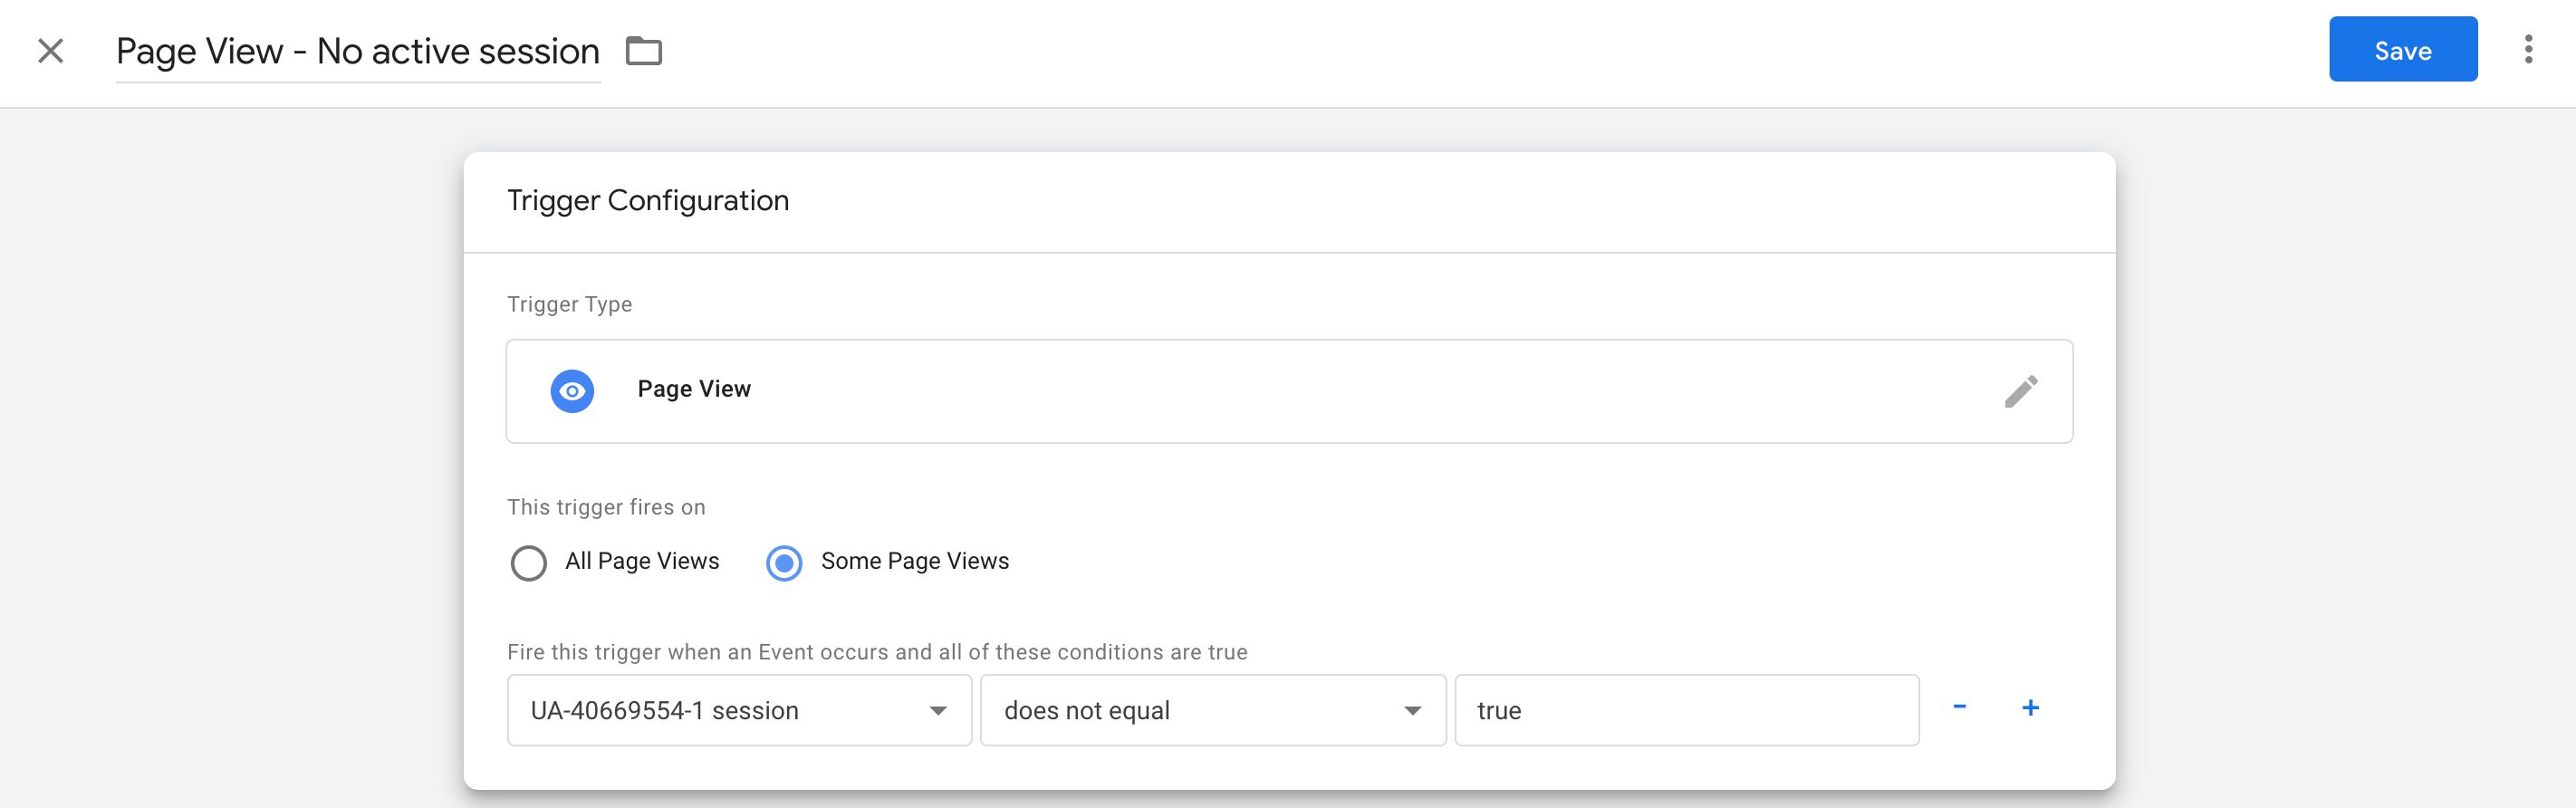 Page View - No active session
Save
Trigger Configuration
Trigger Type
Page View
This trigger fires on
All Page Views Some Page Views
Fire this trigger when an Event occurs and all of these conditions are true
UA-40669554-1 session does not equal true - +